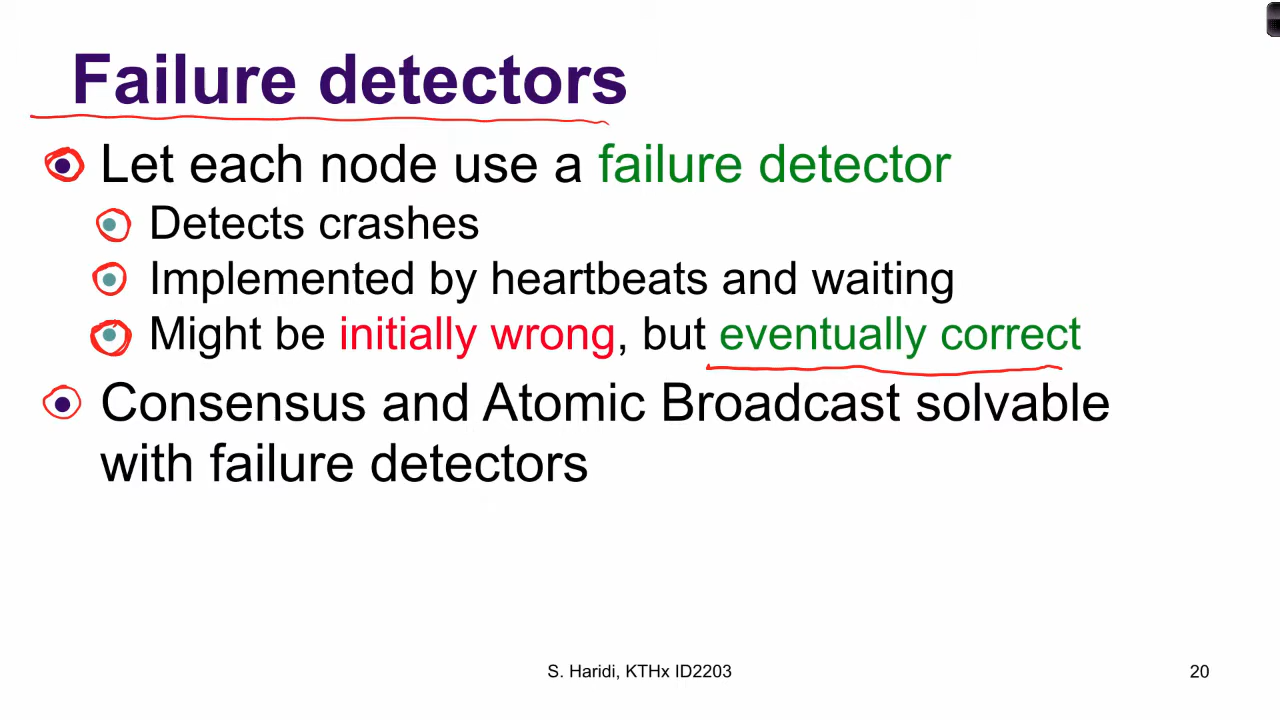 Failure detectors
Let each node use a failure detector
Detects crashes
Implemented by heartbeats and waiting
Might be initially wrong, but eventually correct
Consensus and Atomic Broadcast solvable
with failure detectors
S. Haridi, KTHx ID2203
20